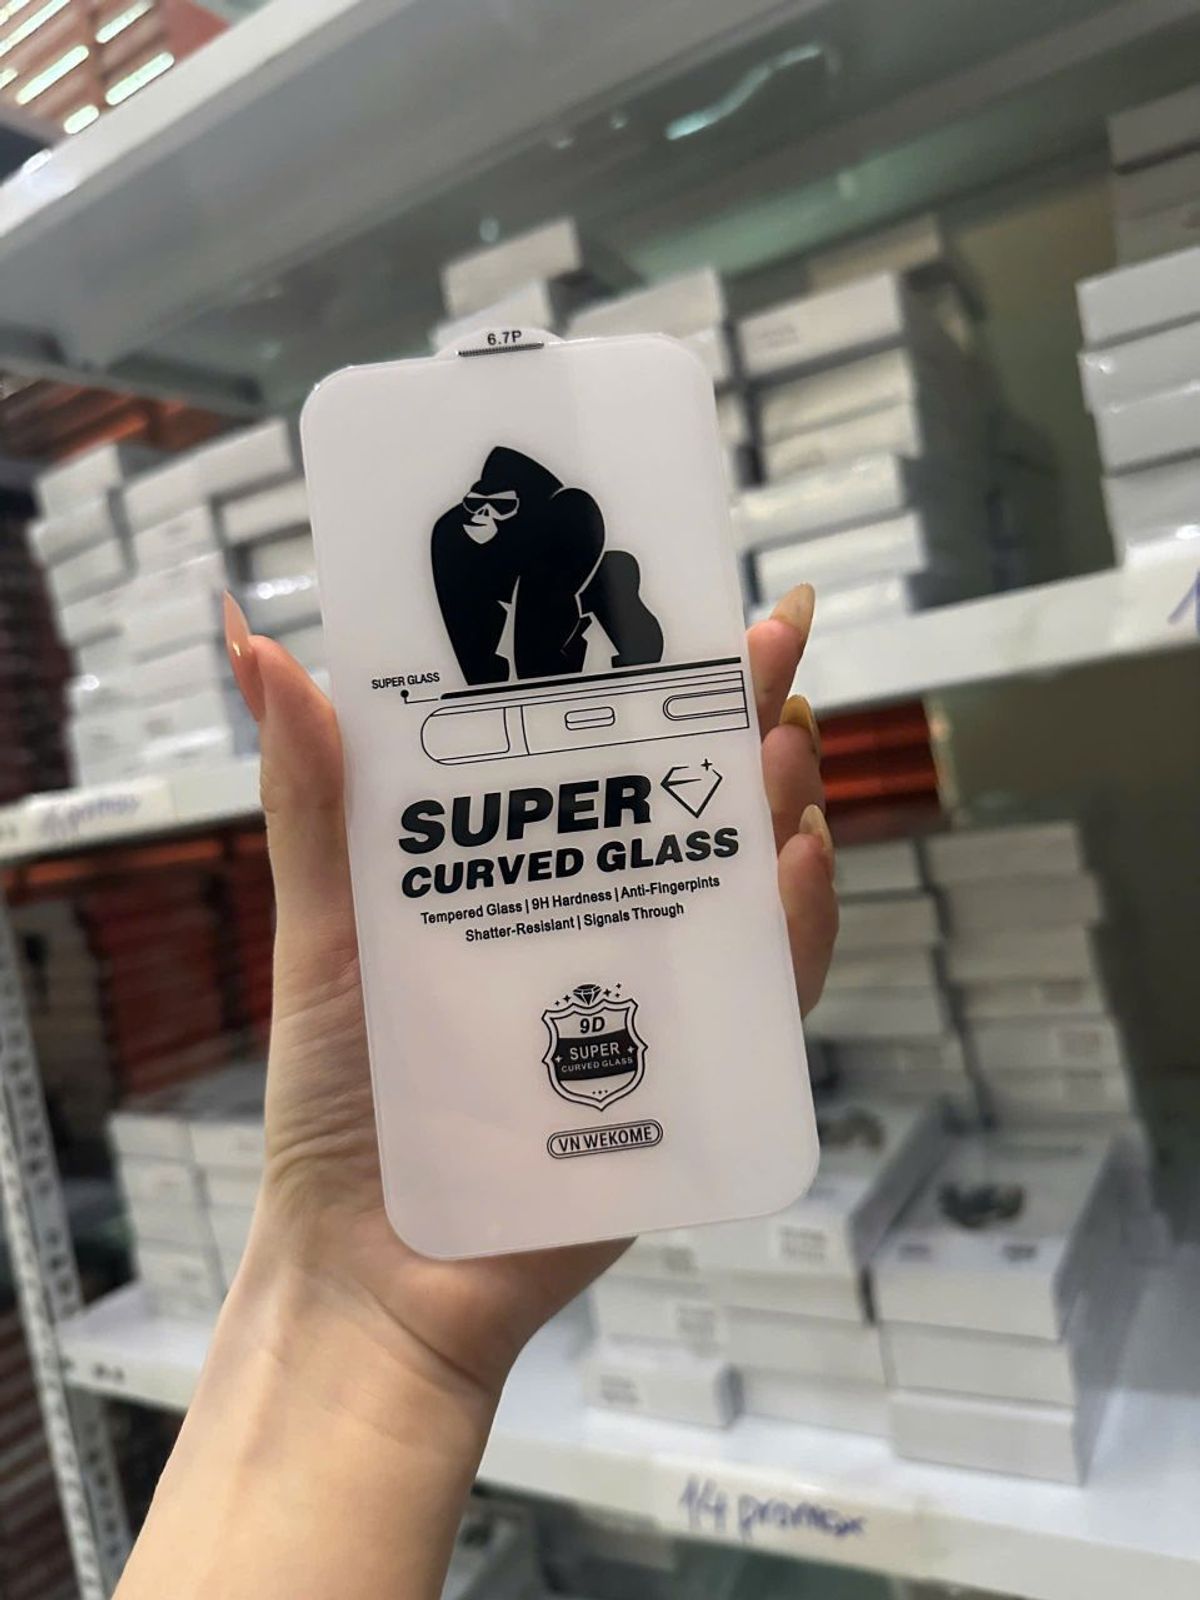 6.7P
SUPER GLASS
SUPER
CURVED GLASS
Tempered Glass | 9H Hardness | Anti-Fingerpints
Shatter-Resislant | Signals Through
9D
SUPER
CURVED GLASS
VN WEKOME
14 promax